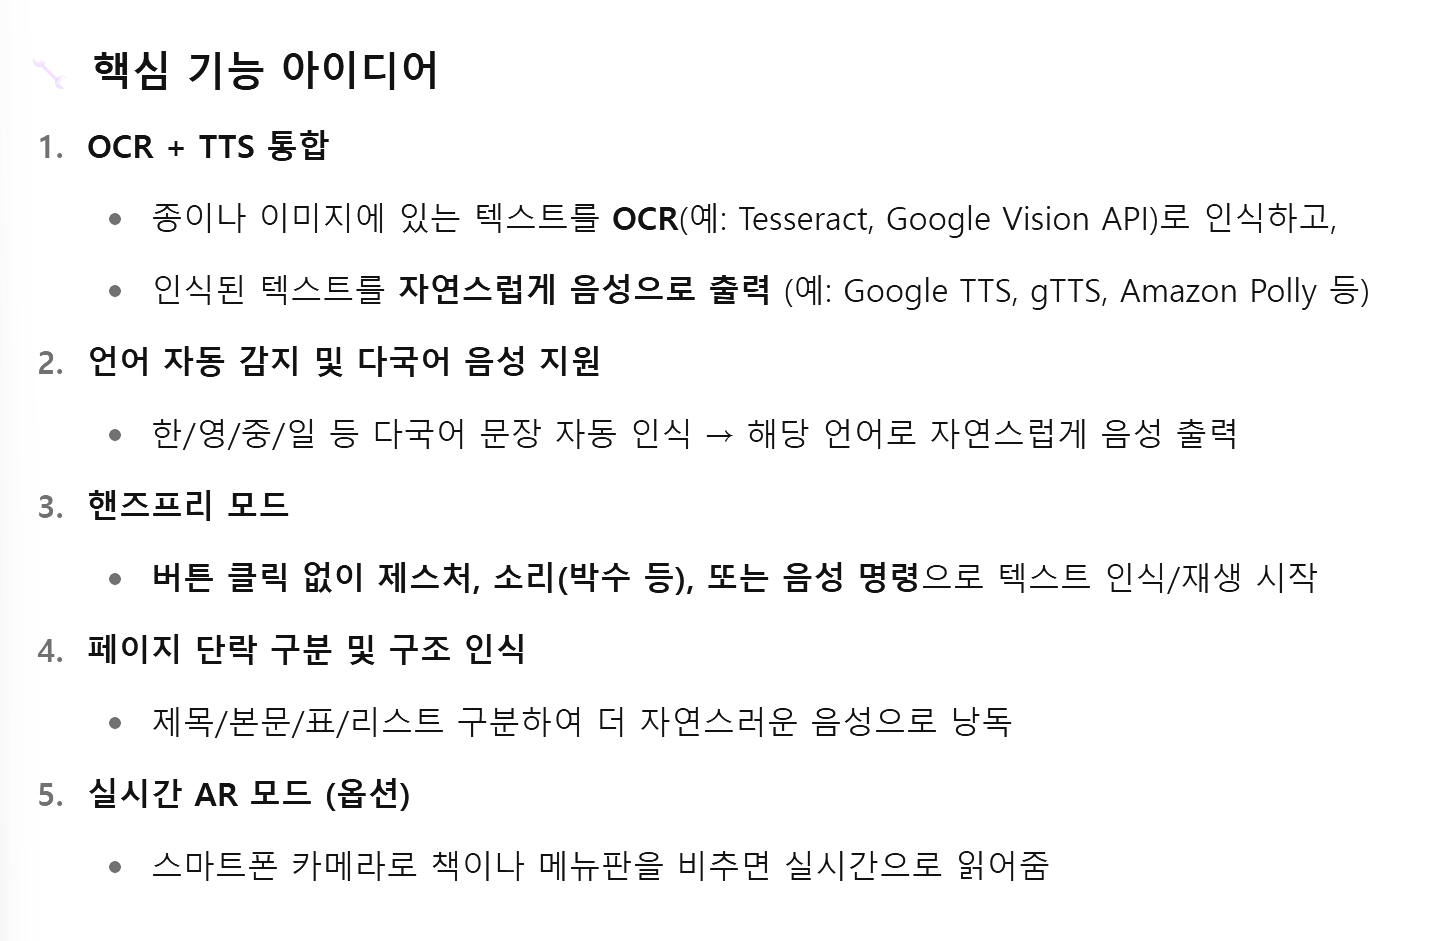 핵심 기능 아이디어
1. OCR + TTS 통합
• 종이나 이미지에 있는 텍스트를 OCR(예: Tesseract, Google Vision API)로 인식하고,
• 인식된 텍스트를 자연스럽게 음성으로 출력 (예: Google TTS, gTTS, Amazon Polly 등)
2. 언어 자동 감지 및 다국어 음성 지원
• 한/영/중/일 등 다국어 문장 자동 인식 → 해당 언어로 자연스럽게 음성 출력
3. 핸즈프리 모드
• 버튼 클릭 없이 제스처, 소리(박수 등), 또는 음성 명령으로 텍스트 인식/재생 시작
4. 페이지 단락 구분 및 구조 인식
• 제목/본문/표/리스트 구분하여 더 자연스러운 음성으로 낭독
5. 실시간 AR 모드 (옵션)
• 스마트폰 카메라로 책이나 메뉴판을 비추면 실시간으로 읽어줌